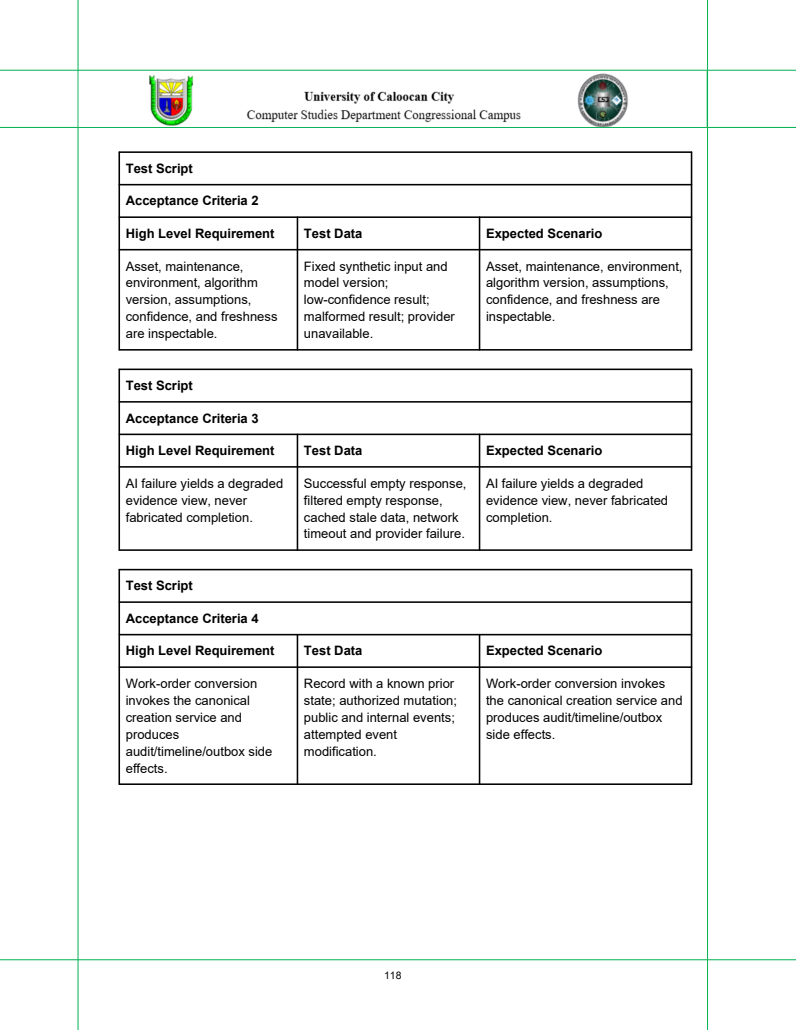 University of Caloocan City
Computer Studies Department Congressional Campus
Test Script
Acceptance Criteria 2
High Level Requirement
Test Data
Expected Scenario
Asset, maintenance,
environment, algorithm
version, assumptions,
confidence, and freshness
are inspectable.
Fixed synthetic input and
model version;
low-confidence result;
malformed result; provider
unavailable.
Asset, maintenance, environment,
algorithm version, assumptions,
confidence, and freshness are
inspectable.
Test Script
Acceptance Criteria 3
High Level Requirement
Test Data
Expected Scenario
AI failure yields a degraded
evidence view, never
fabricated completion.
Successful empty response,
filtered empty response,
cached stale data, network
timeout and provider failure.
AI failure yields a degraded
evidence view, never fabricated
completion.
Test Script
Acceptance Criteria 4
High Level Requirement
Test Data
Expected Scenario
Work-order conversion
invokes the canonical
creation service and
produces
audit/timeline/outbox side
effects.
Record with a known prior
state; authorized mutation;
public and internal events;
attempted event
modification.
Work-order conversion invokes
the canonical creation service and
produces audit/timeline/outbox
side effects.
118